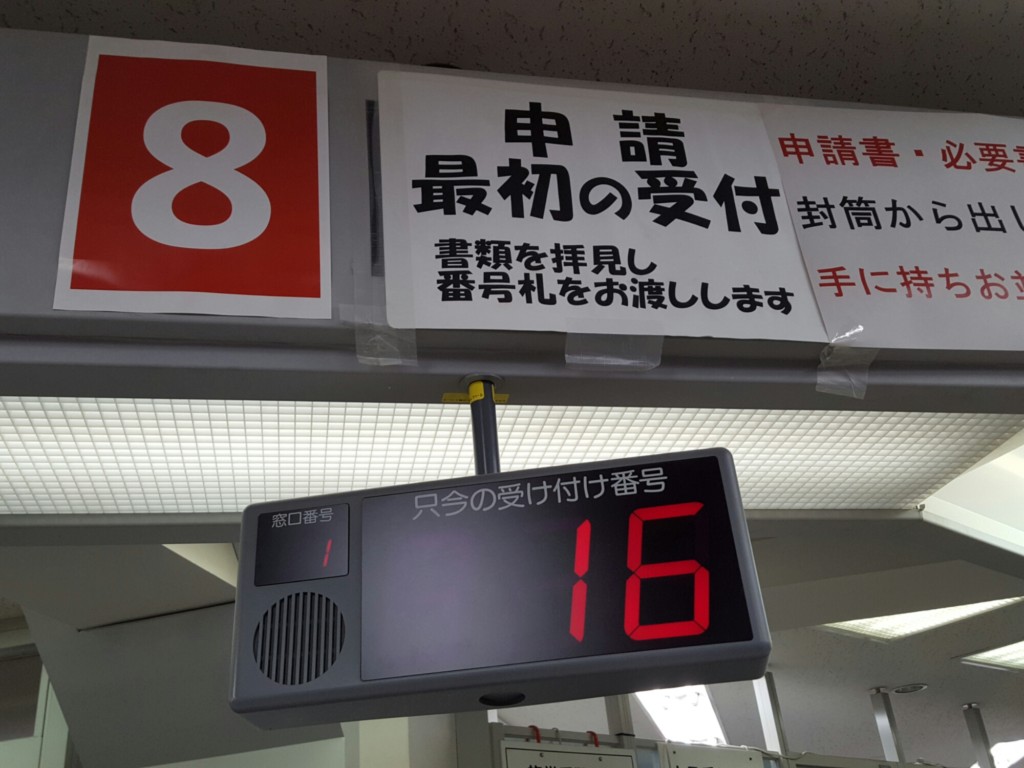 8
申請
最初の受付
書類を拝見し
番号札をお渡しします
申請書・必要
封筒から出し
手に持ちお並
窓口番号
1
只今の受け付け番号
16